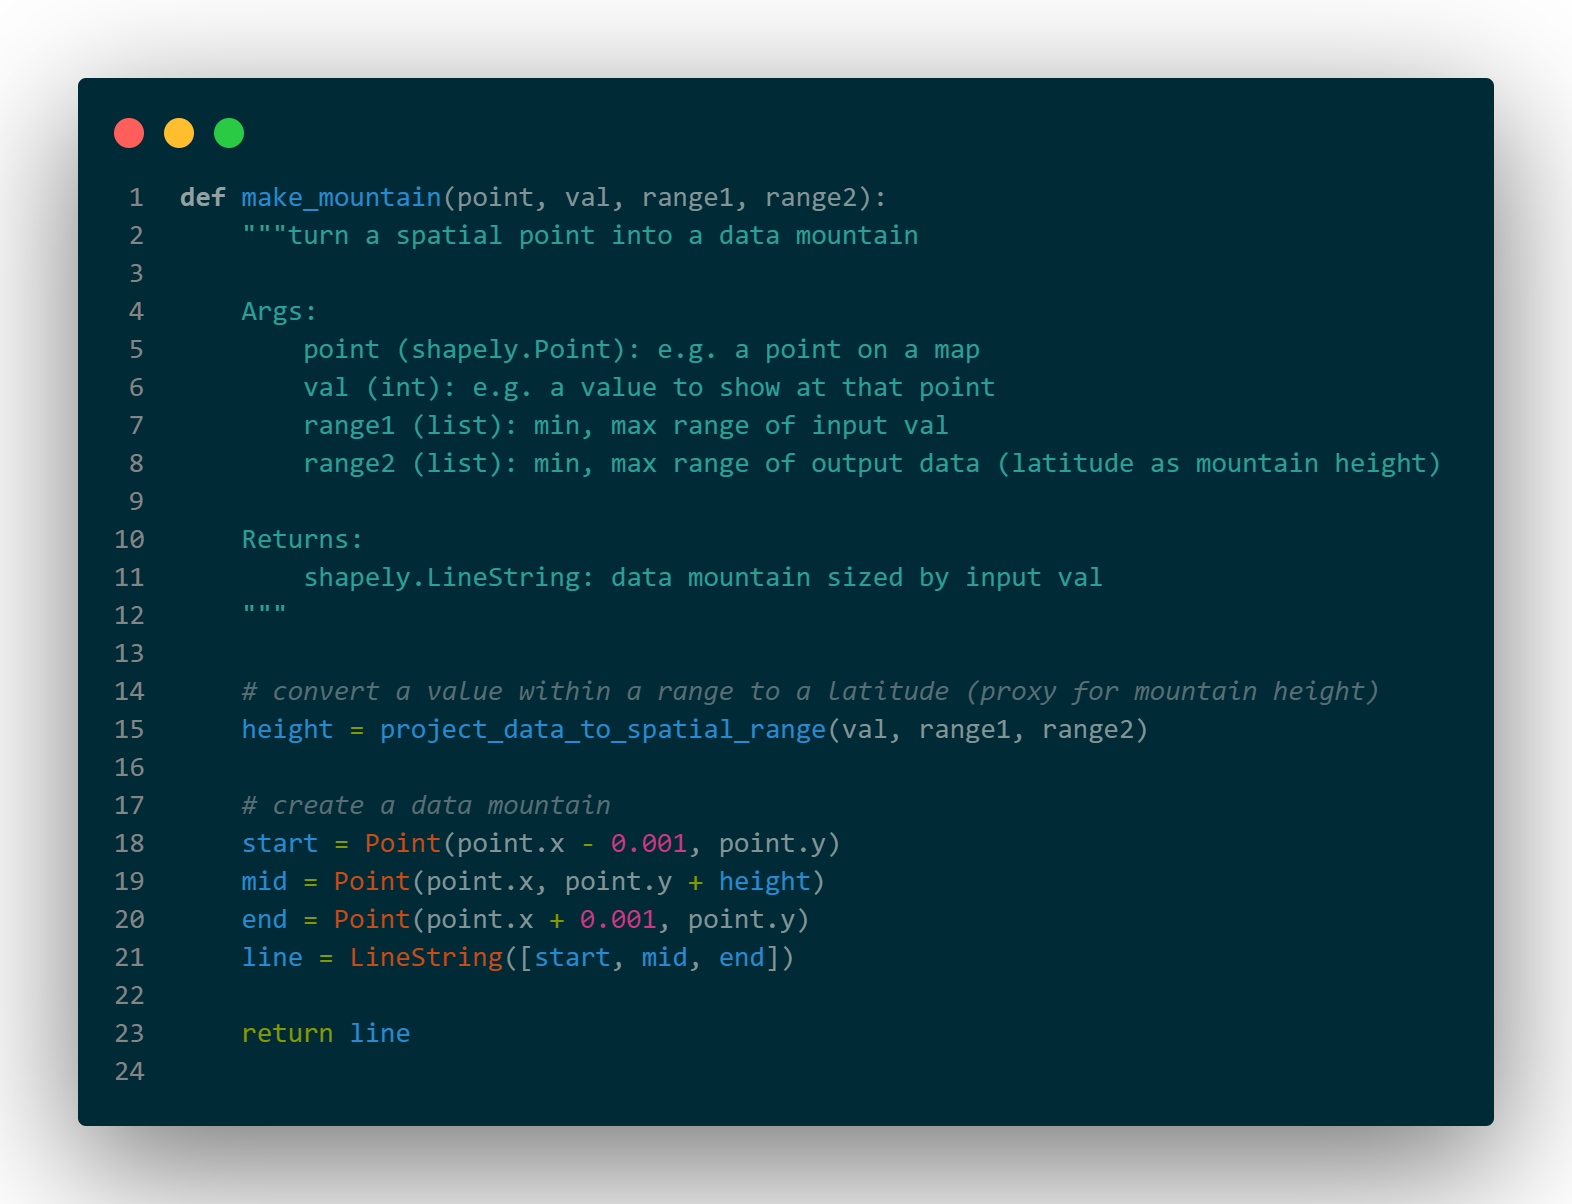 1 def make_mountain(point, val, range1, range2):
2     """turn a spatial point into a data mountain
3
4     Args:
5         point (shapely.Point): e.g. a point on a map
6         val (int): e.g. a value to show at that point
7         range1 (list): min, max range of input val
8         range2 (list): min, max range of output data (latitude as mountain height)
9
10     Returns:
11         shapely.LineString: data mountain sized by input val
12     """
13
14     # convert a value within a range to a latitude (proxy for mountain height)
15     height = project_data_to_spatial_range(val, range1, range2)
16
17     # create a data mountain
18     start = Point(point.x - 0.001, point.y)
19     mid = Point(point.x, point.y + height)
20     end = Point(point.x + 0.001, point.y)
21     line = LineString([start, mid, end])
22
23     return line
24